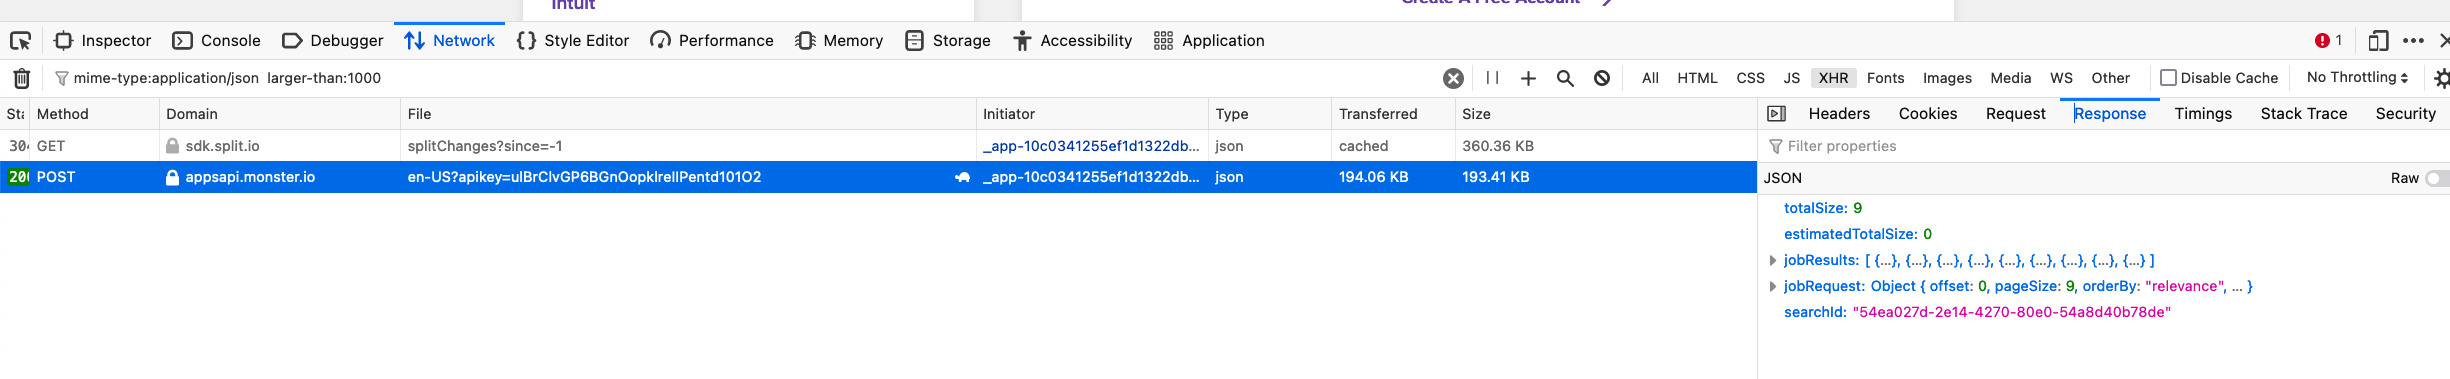 Intuit
Create A Free Account
Inspector Console Debugger Network Style Editor Performance Memory Storage Accessibility Application 1
mime-type:application/json larger-than:1000 All HTML CSS JS XHR Fonts Images Media WS Other Disable Cache No Throttling
Sta Method Domain File Initiator Type Transferred Size Headers Cookies Request Response Timings Stack Trace Security
304 GET sdk.split.io splitChanges?since=-1 _app-10c0341255ef1d1322db... json cached 360.36 KB Filter properties
200 POST appsapi.monster.io en-US?apikey=ulBrClvGP6BGnOopklrellPentd101O2 _app-10c0341255ef1d1322db... json 194.06 KB 193.41 KB JSON Raw
totalSize: 9
estimatedTotalSize: 0
jobResults: [ {…}, {…}, {…}, {…}, {…}, {…}, {…}, {…}, {…} ]
jobRequest: Object { offset: 0, pageSize: 9, orderBy: "relevance", … }
searchId: "54ea027d-2e14-4270-80e0-54a8d40b78de"